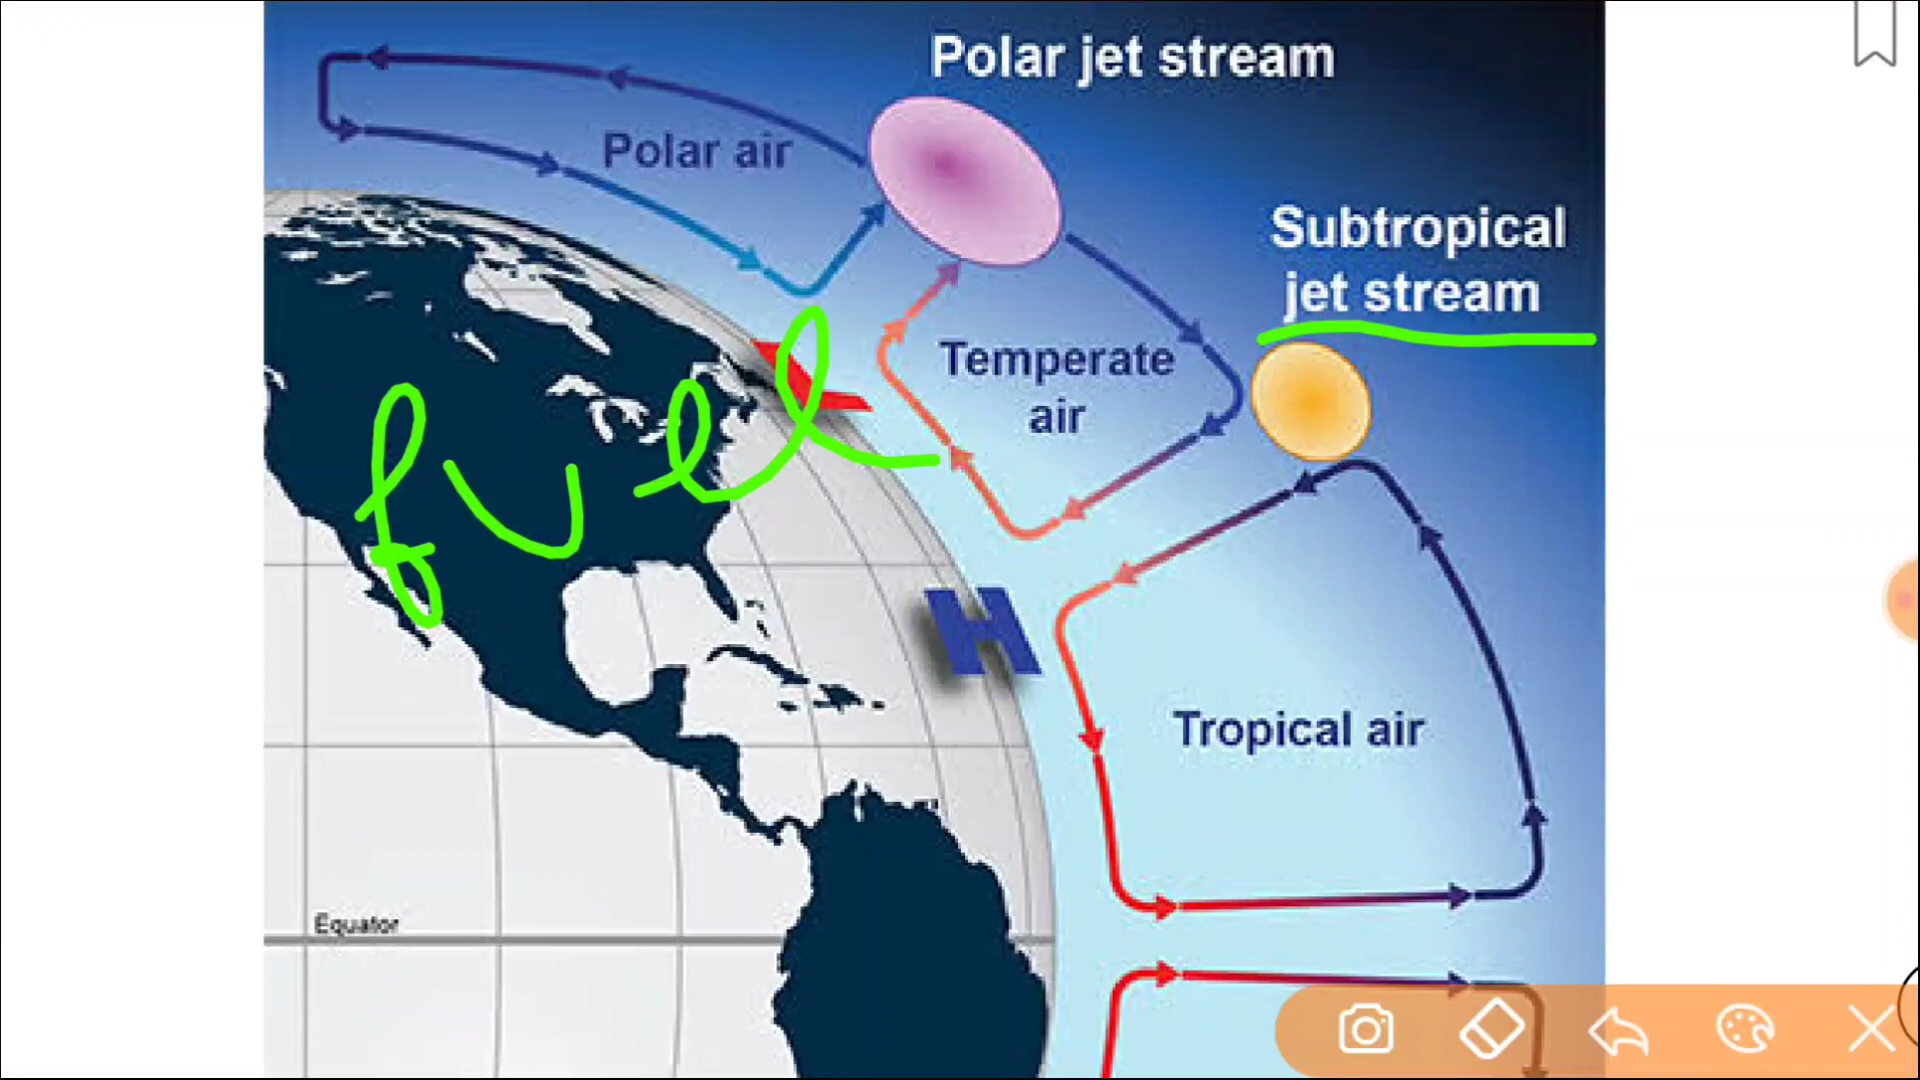 Polar jet stream
Polar air
Subtropical
jet stream
Temperate
air
fuel
L
H
Tropical air
Equator